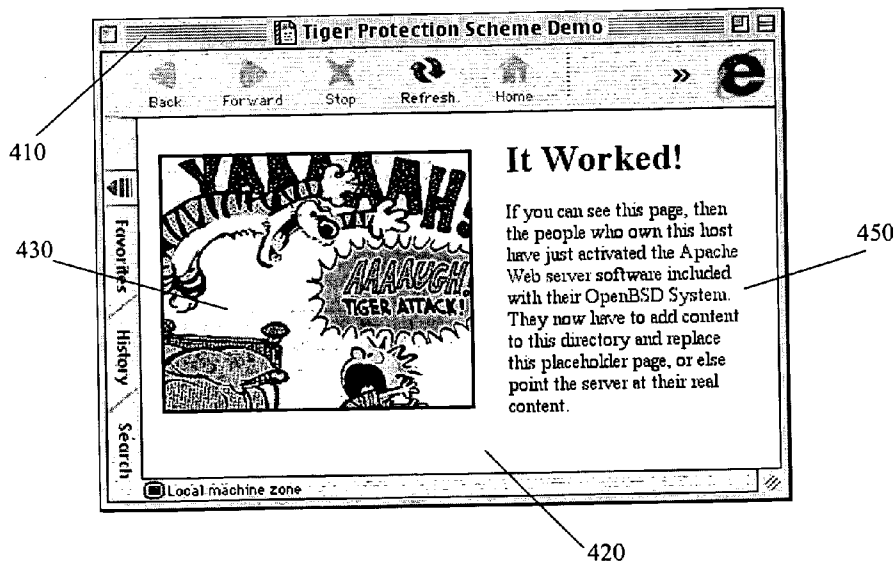 Tiger Protection Scheme Demo
Back Forward Stop Refresh Home »
410
YAAAAAH!
It Worked!
AAAAUGH!
TIGER ATTACK!
If you can see this page, then
the people who own this host
have just activated the Apache
Web server software included
with their OpenBSD System.
They now have to add content
to this directory and replace
this placeholder page, or else
point the server at their real
content.
430
450
Favorites
History
Search
Local machine zone
420